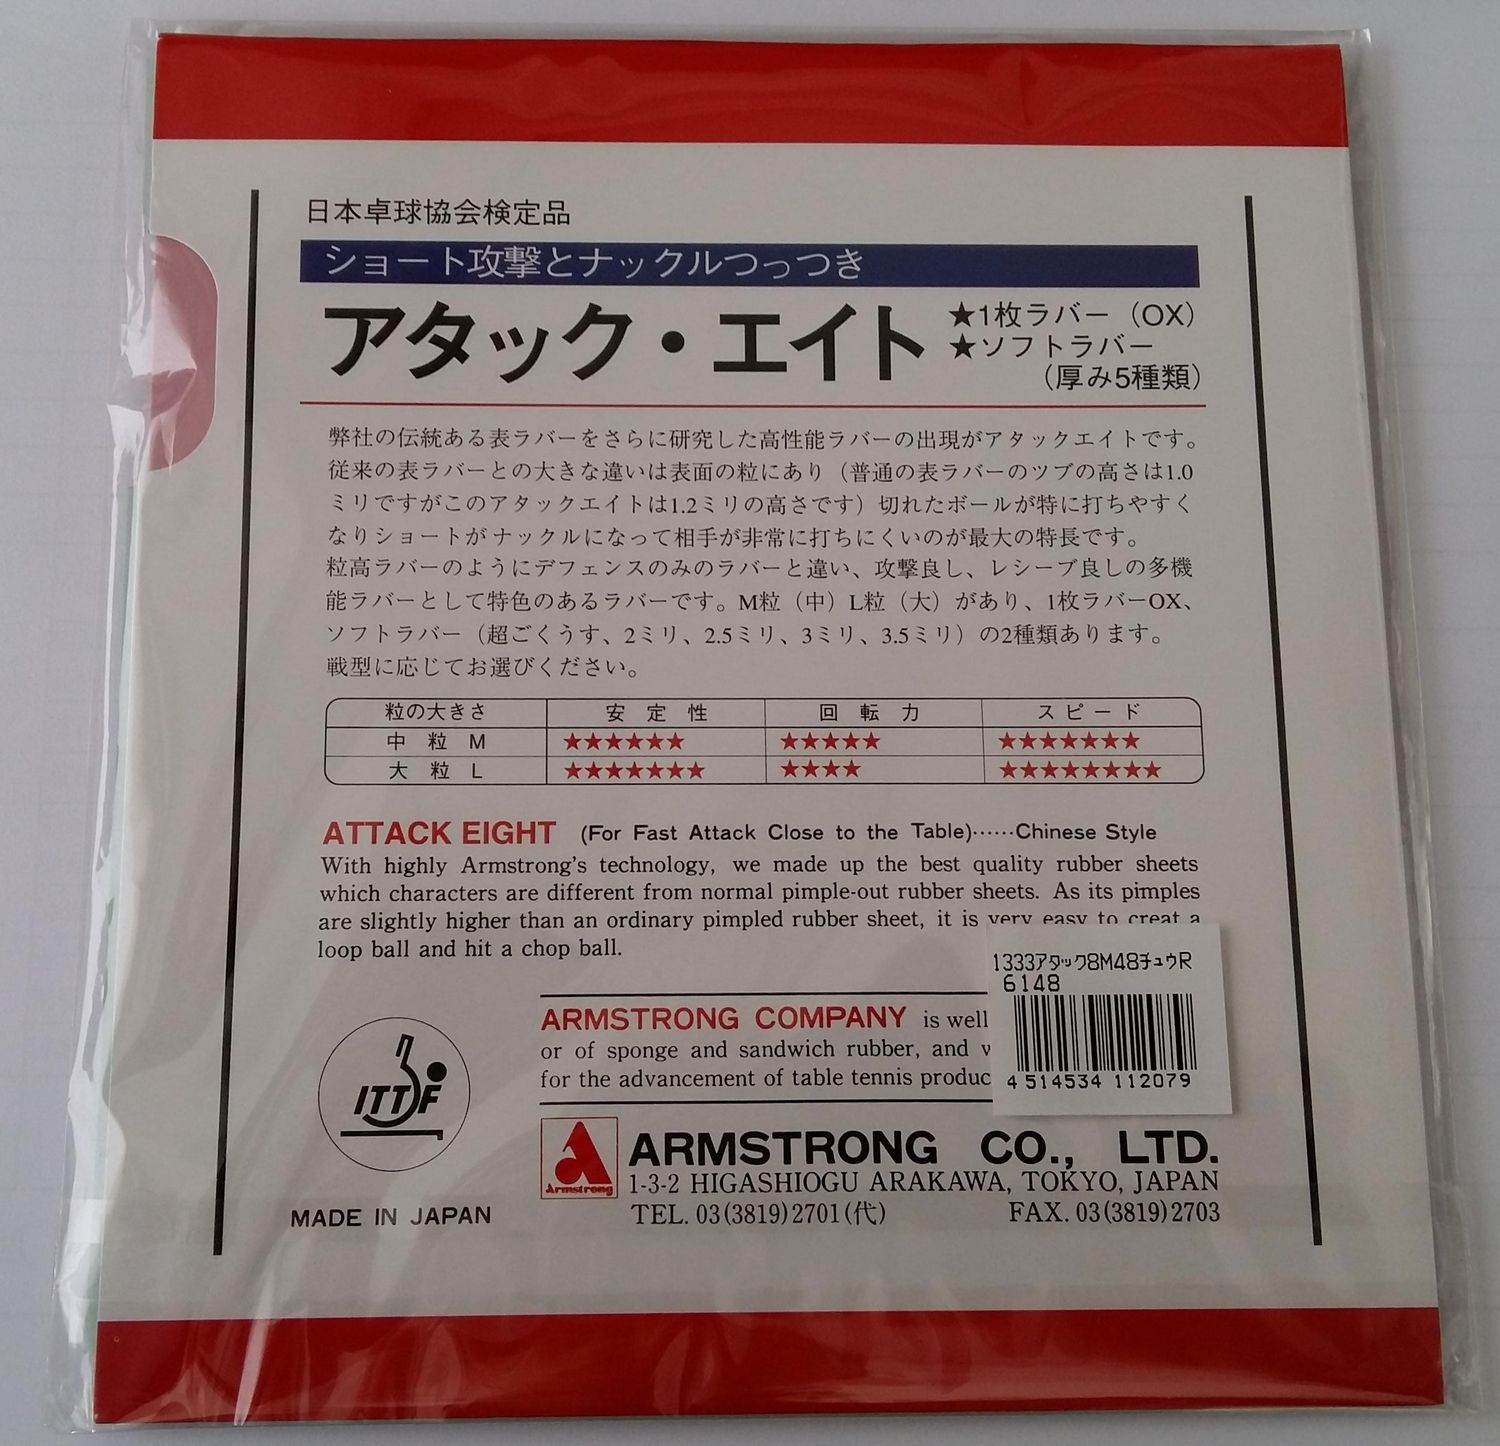 日本卓球協会検定品
ショート攻撃とナックルつっつき
アタック・エイト
★1枚ラバー（OX）
★ソフトラバー
（厚み5種類）
弊社の伝統ある表ラバーをさらに研究した高性能ラバーの出現がアタックエイトです。
従来の表ラバーとの大きな違いは表面の粒にあり（普通の表ラバーのツブの高さは1.0
ミリですがこのアタックエイトは1.2ミリの高さです）切れたボールが特に打ちやすく
なりショートがナックルになって相手が非常に打ちにくいのが最大の特長です。
粒高ラバーのようにデフェンスのみのラバーと違い、攻撃良し、レシーブ良しの多機
能ラバーとして特色のあるラバーです。M粒（中）L粒（大）があり、1枚ラバーOX、
ソフトラバー（超ごくうす、2ミリ、2.5ミリ、3ミリ、3.5ミリ）の2種類あります。
戦型に応じてお選びください。
粒の大きさ 安定性 回転力 スピード
中粒M ★★★★★★ ★★★★★ ★★★★★★★
大粒L ★★★★★★★ ★★★★ ★★★★★★★★
ATTACK EIGHT (For Fast Attack Close to the Table)······Chinese Style
With highly Armstrong's technology, we made up the best quality rubber sheets
which characters are different from normal pimple-out rubber sheets. As its pimples
are slightly higher than an ordinary pimpled rubber sheet, it is very easy to creat a
loop ball and hit a chop ball.
1333アタック8M48チュウR
6148
4 514534 112079
ARMSTRONG COMPANY is well
or of sponge and sandwich rubber, and
for the advancement of table tennis produc
ITTF
MADE IN JAPAN
Armstrong
ARMSTRONG CO., LTD.
1-3-2 HIGASHIOGU ARAKAWA, TOKYO, JAPAN
TEL. 03(3819)2701(代) FAX. 03(3819)2703